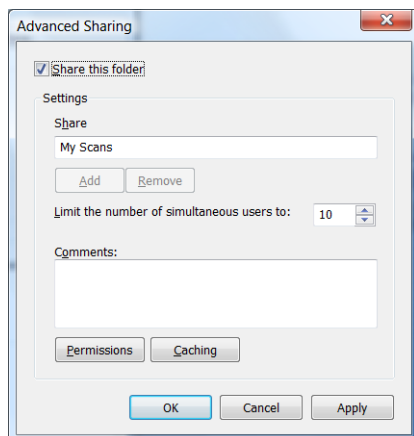 Advanced Sharing
Share this folder
Settings
Share
My Scans
Add Remove
Limit the number of simultaneous users to: 10
Comments:
Permissions Caching
OK Cancel Apply